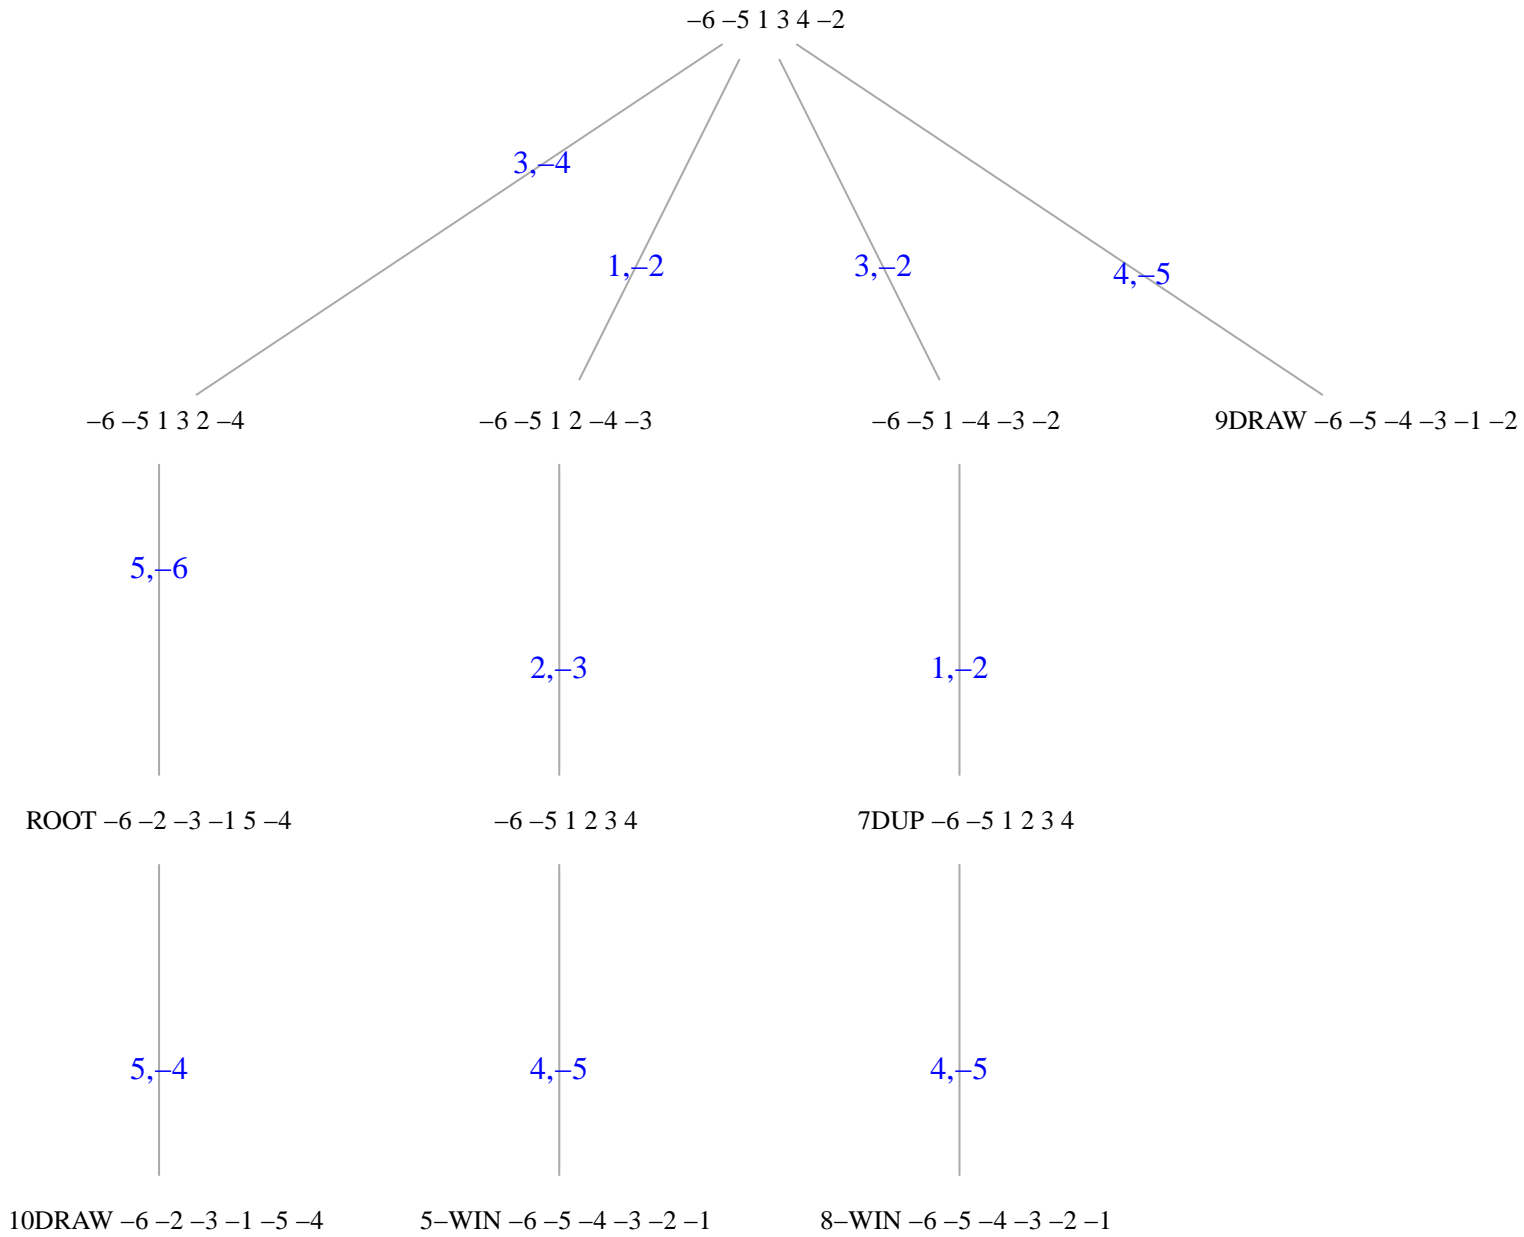 –6 –5 1 3 4 –2
3,–4
1,–2
3,–2
4,–5
–6 –5 1 3 2 –4
–6 –5 1 2 –4 –3
–6 –5 1 –4 –3 –2
9DRAW –6 –5 –4 –3 –1 –2
5,–6
2,–3
1,–2
ROOT –6 –2 –3 –1 5 –4
–6 –5 1 2 3 4
7DUP –6 –5 1 2 3 4
5,–4
4,–5
4,–5
10DRAW –6 –2 –3 –1 –5 –4
5–WIN –6 –5 –4 –3 –2 –1
8–WIN –6 –5 –4 –3 –2 –1